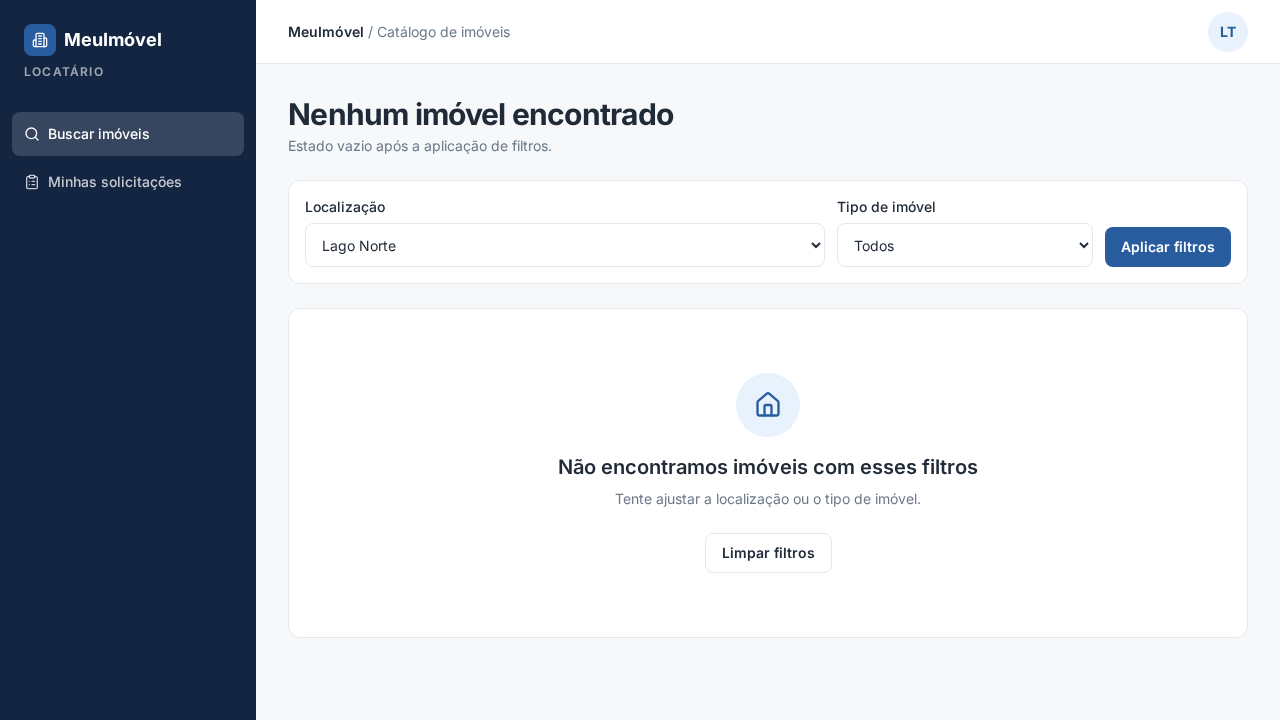 MeuImóvel
LOCATÁRIO
Buscar imóveis
Minhas solicitações
MeuImóvel / Catálogo de imóveis
LT
Nenhum imóvel encontrado
Estado vazio após a aplicação de filtros.
Localização
Lago Norte
Tipo de imóvel
Todos
Aplicar filtros
Não encontramos imóveis com esses filtros
Tente ajustar a localização ou o tipo de imóvel.
Limpar filtros